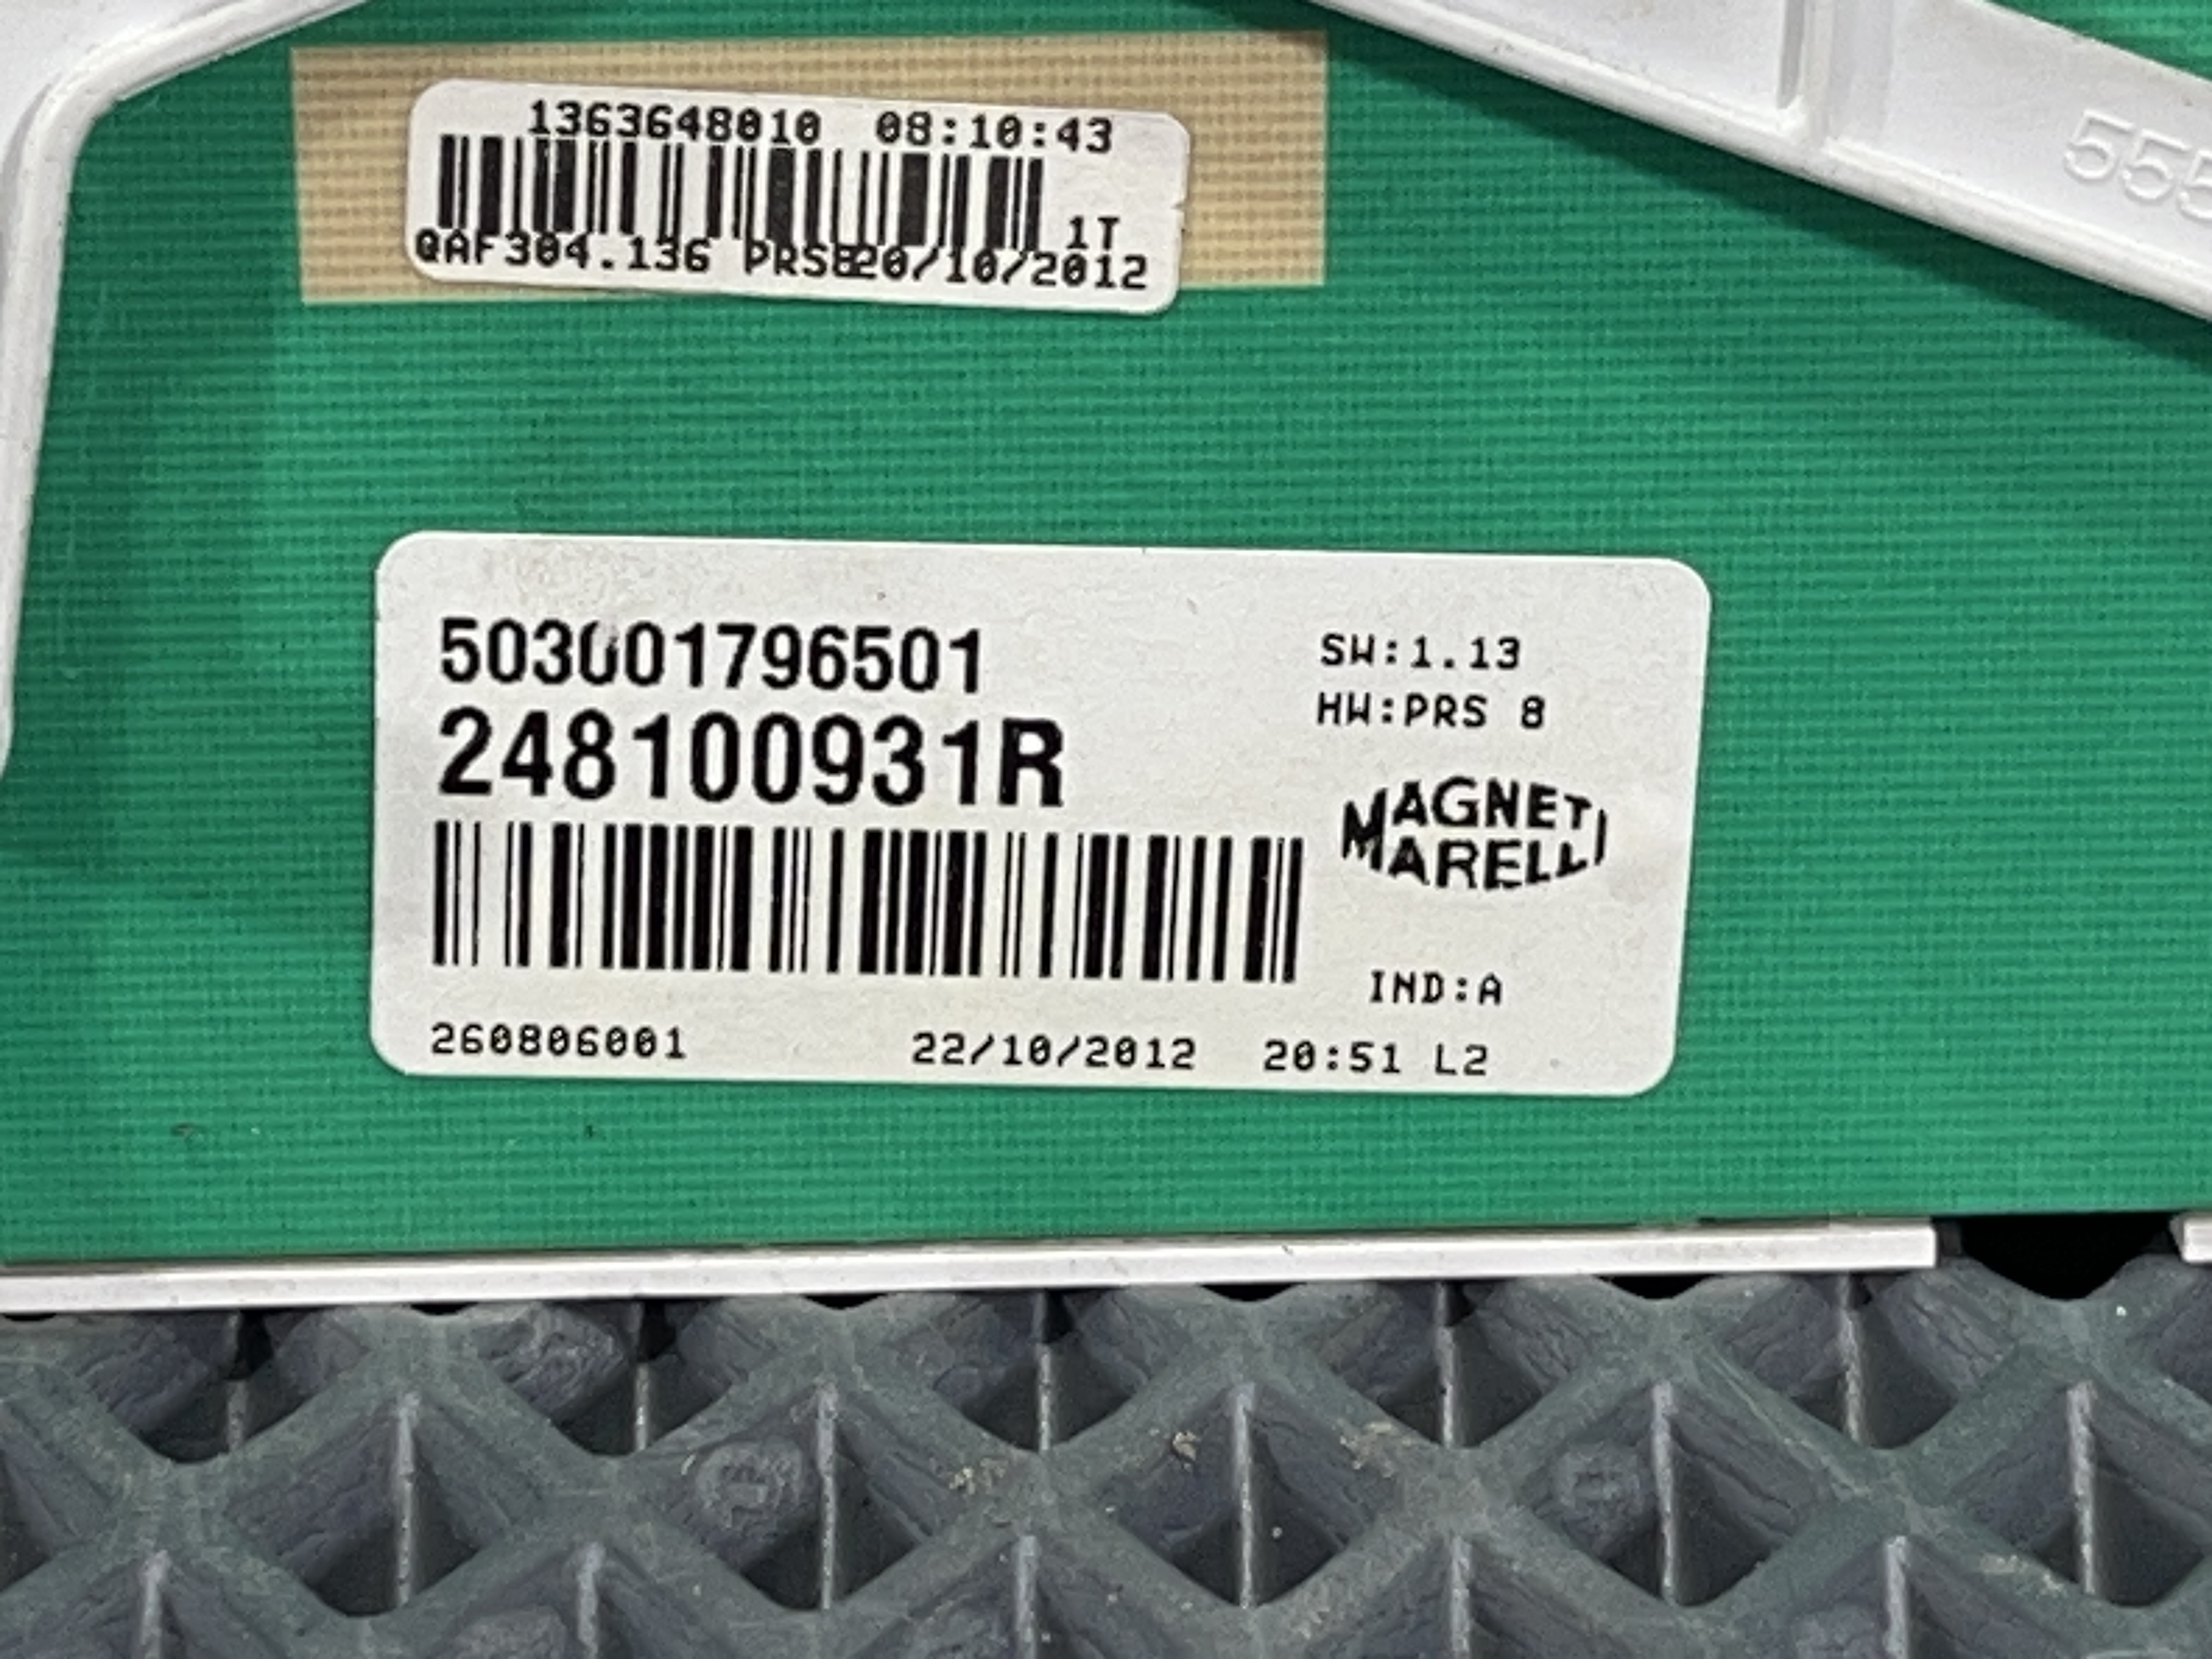 1363648010 08:10:43
1T
QAF304.136 PRS820/10/2012
555
503001796501
248100931R
SW:1.13
HW:PRS 8
MAGNETI
MARELLI
IND:A
260806001 22/10/2012 20:51 L2